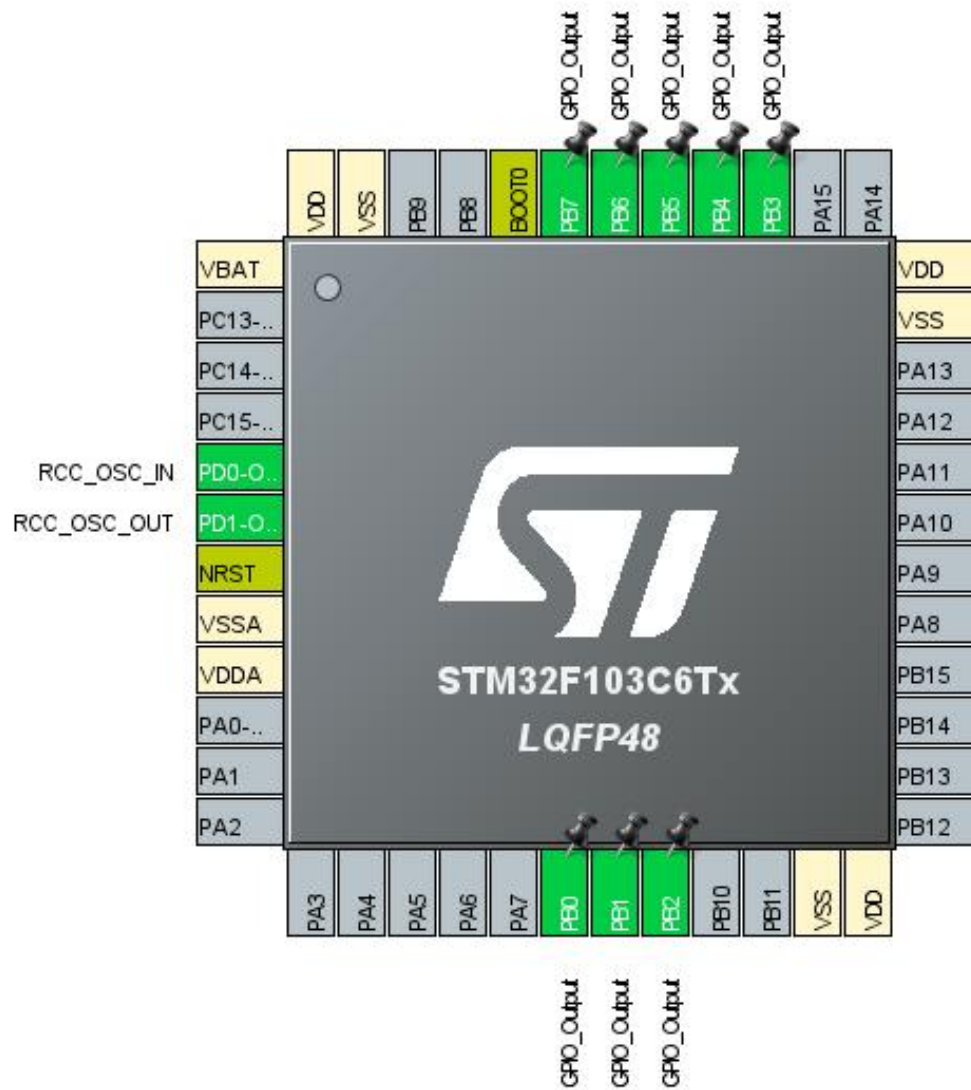 GPIO_Output
GPIO_Output
GPIO_Output
GPIO_Output
GPIO_Output
VDD
VSS
PB9
PB8
BOOT0
PB7
PB6
PB5
PB4
PB3
PA15
PA14
VBAT
PC13-..
PC14-..
PC15-..
RCC_OSC_IN PD0-O..
RCC_OSC_OUT PD1-O..
NRST
VSSA
VDDA
PA0-..
PA1
PA2
VDD
VSS
PA13
PA12
PA11
PA10
PA9
PA8
PB15
PB14
PB13
PB12
ST
STM32F103C6Tx
LQFP48
PA3
PA4
PA5
PA6
PA7
PB0
PB1
PB2
PB10
PB11
VSS
VDD
GPIO_Output
GPIO_Output
GPIO_Output